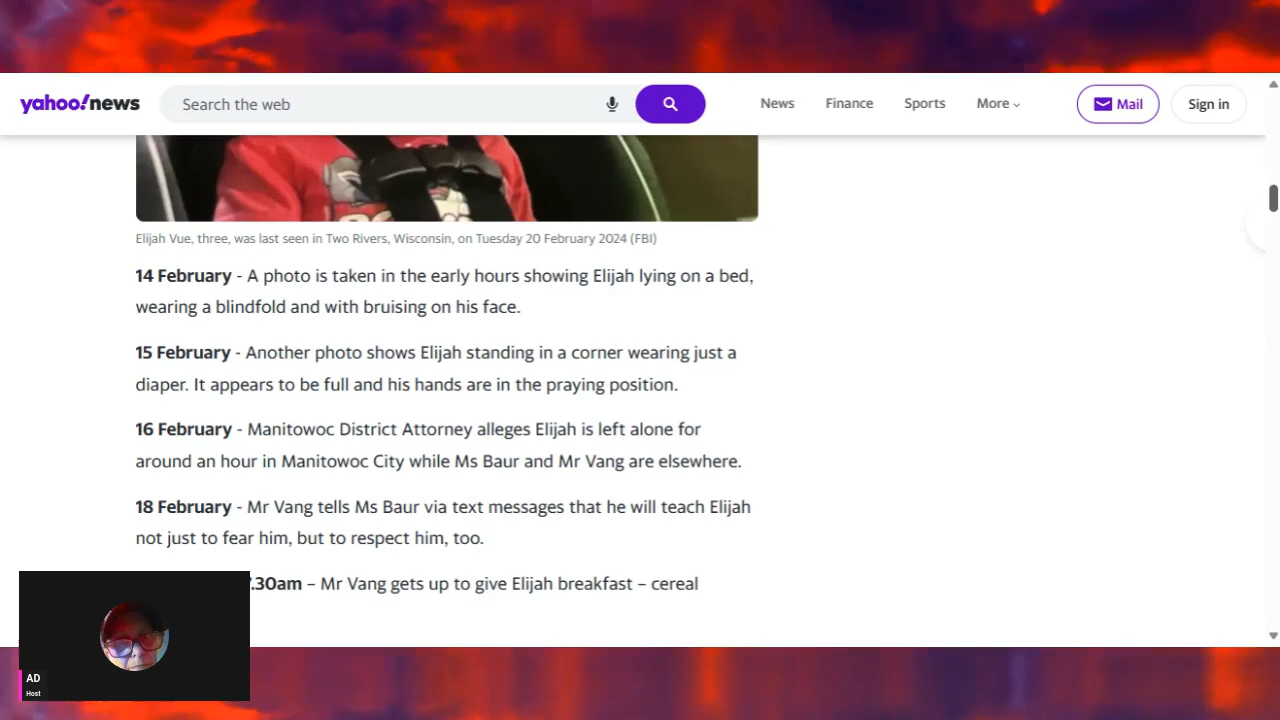 yahoo!news
Search the web
News
Finance
Sports
More
Mail
Sign in
Elijah Vue, three, was last seen in Two Rivers, Wisconsin, on Tuesday 20 February 2024 (FBI)
14 February - A photo is taken in the early hours showing Elijah lying on a bed,
wearing a blindfold and with bruising on his face.
15 February - Another photo shows Elijah standing in a corner wearing just a
diaper. It appears to be full and his hands are in the praying position.
16 February - Manitowoc District Attorney alleges Elijah is left alone for
around an hour in Manitowoc City while Ms Baur and Mr Vang are elsewhere.
18 February - Mr Vang tells Ms Baur via text messages that he will teach Elijah
not just to fear him, but to respect him, too.
.30am – Mr Vang gets up to give Elijah breakfast – cereal
AD
Host